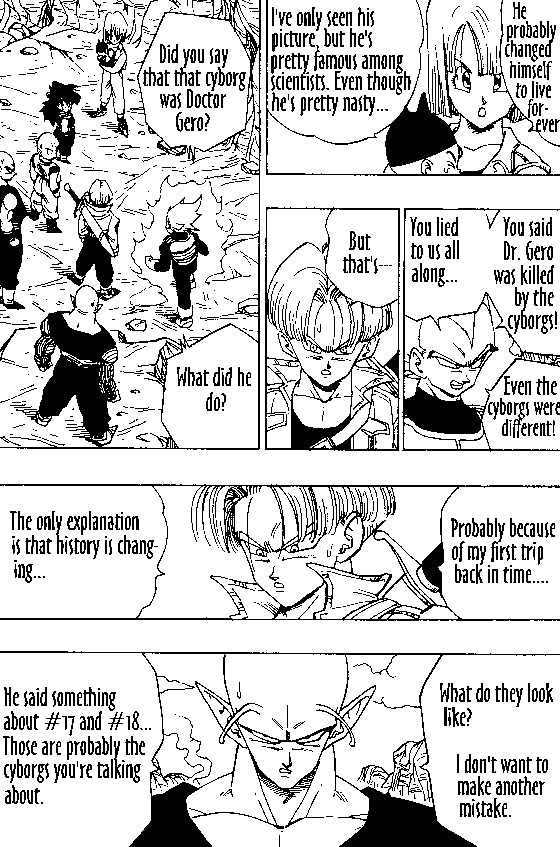 He
probably
changed
himself
to live
for-
ever
I've only seen his
picture, but he's
pretty famous among
scientists. Even though
he's pretty nasty...
Did you say
that that cyborg
was Doctor
Gero?
What did he
do?
You said
Dr. Gero
was killed
by the
cyborgs!
You lied
to us all
along...
Even the
cyborgs were
different!
But
that's--
Probably because
of my first trip
back in time....
The only explanation
is that history is chang-
ing...
What do they look
like?
I don't want to
make another
mistake.
He said something
about #17 and #18...
Those are probably the
cyborgs you're talking
about.